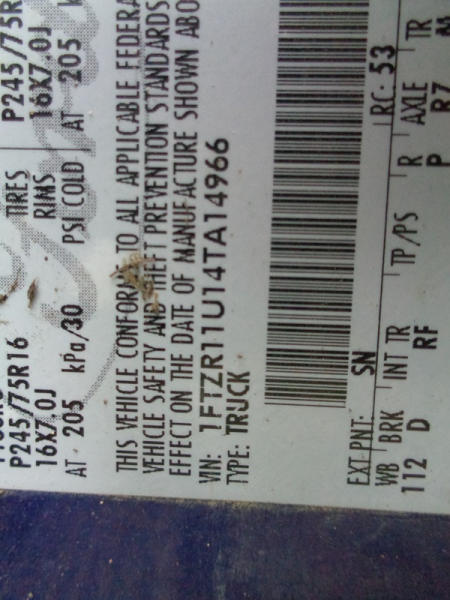 P245/75R16 TIRES P245/75R
16X7.0J RIMS 16X7.0J
AT 205 kPa/30 PSI COLD AT 205
THIS VEHICLE CONFORMS TO ALL APPLICABLE FEDERA
VEHICLE SAFETY AND THEFT PREVENTION STANDARDS
EFFECT ON THE DATE OF MANUFACTURE SHOWN ABO
VIN: 1FTZR11U14TA14966
TYPE: TRUCK
EXT PNT: SN RC: 53
WB BRK INT TR TP/PS R AXLE TR
112 D RF P R7